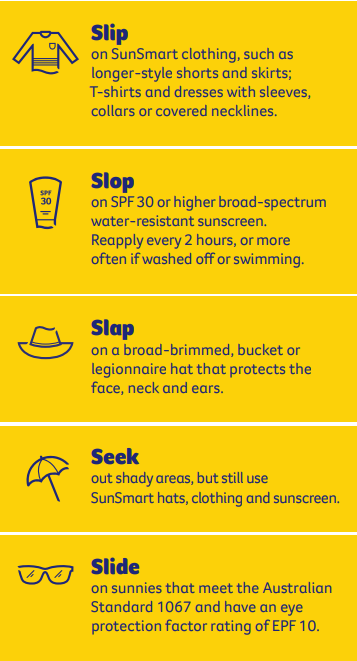 Slip
on SunSmart clothing, such as
longer-style shorts and skirts;
T-shirts and dresses with sleeves,
collars or covered necklines.
SPF
30
Slop
on SPF 30 or higher broad-spectrum
water-resistant sunscreen.
Reapply every 2 hours, or more
often if washed off or swimming.
Slap
on a broad-brimmed, bucket or
legionnaire hat that protects the
face, neck and ears.
Seek
out shady areas, but still use
SunSmart hats, clothing and sunscreen.
Slide
on sunnies that meet the Australian
Standard 1067 and have an eye
protection factor rating of EPF 10.